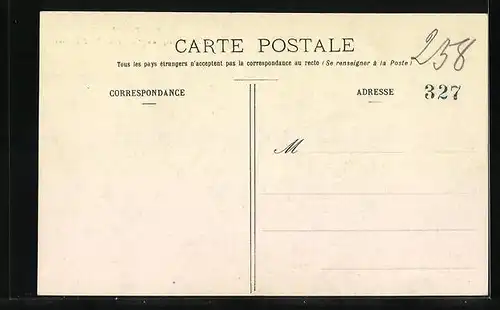 CARTE POSTALE
258
Tous les pays étrangers n'acceptent pas la correspondance au recto (Se renseigner à la Poste)
CORRESPONDANCE
ADRESSE
327
M